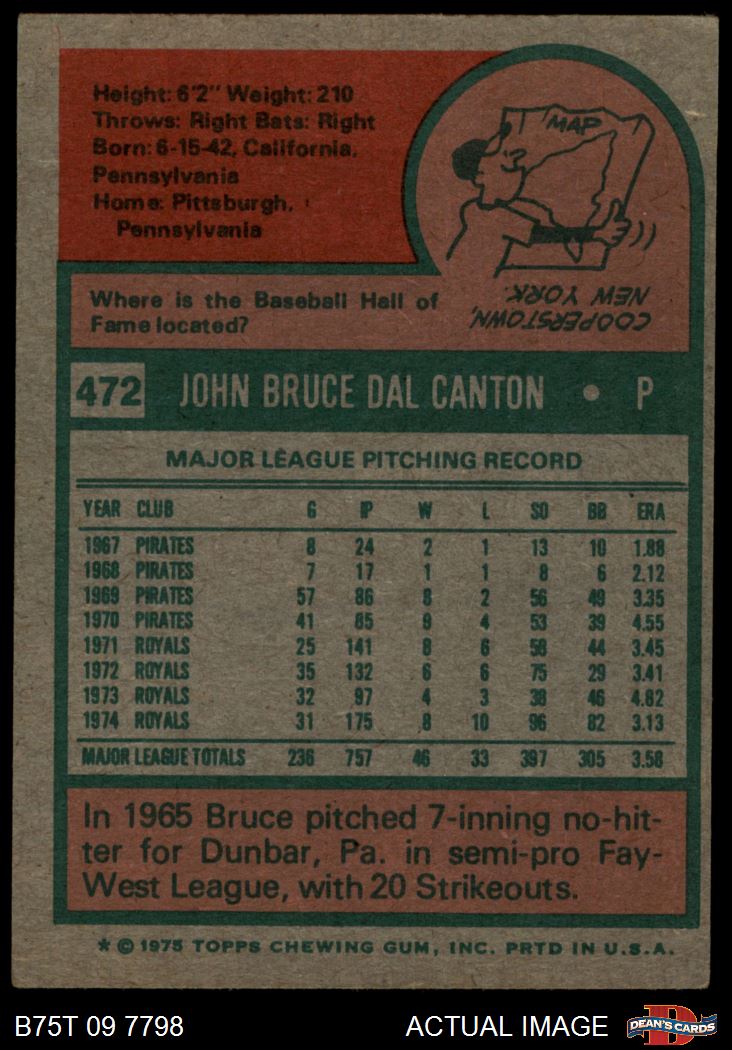 Height: 6'2" Weight: 210
Throws: Right Bats: Right
Born: 6-15-42, California,
Pennsylvania
Home: Pittsburgh,
Pennsylvania
MAP
Where is the Baseball Hall of
Fame located?
COOPERSTOWN,
NEW YORK.
472 JOHN BRUCE DAL CANTON • P
MAJOR LEAGUE PITCHING RECORD
YEAR CLUB G IP W L SO BB ERA
1967 PIRATES 8 24 2 1 13 10 1.88
1968 PIRATES 7 17 1 1 8 6 2.12
1969 PIRATES 57 86 8 2 56 49 3.35
1970 PIRATES 41 85 9 4 53 39 4.55
1971 ROYALS 25 141 8 6 58 44 3.45
1972 ROYALS 35 132 6 6 75 29 3.41
1973 ROYALS 32 97 4 3 38 46 4.82
1974 ROYALS 31 175 8 10 96 82 3.13
MAJOR LEAGUE TOTALS 236 757 46 33 397 305 3.58
In 1965 Bruce pitched 7-inning no-hit-
ter for Dunbar, Pa. in semi-pro Fay-
West League, with 20 Strikeouts.
* © 1975 TOPPS CHEWING GUM, INC. PRTD IN U.S.A.
B75T 09 7798 ACTUAL IMAGE
DEAN'S CARDS